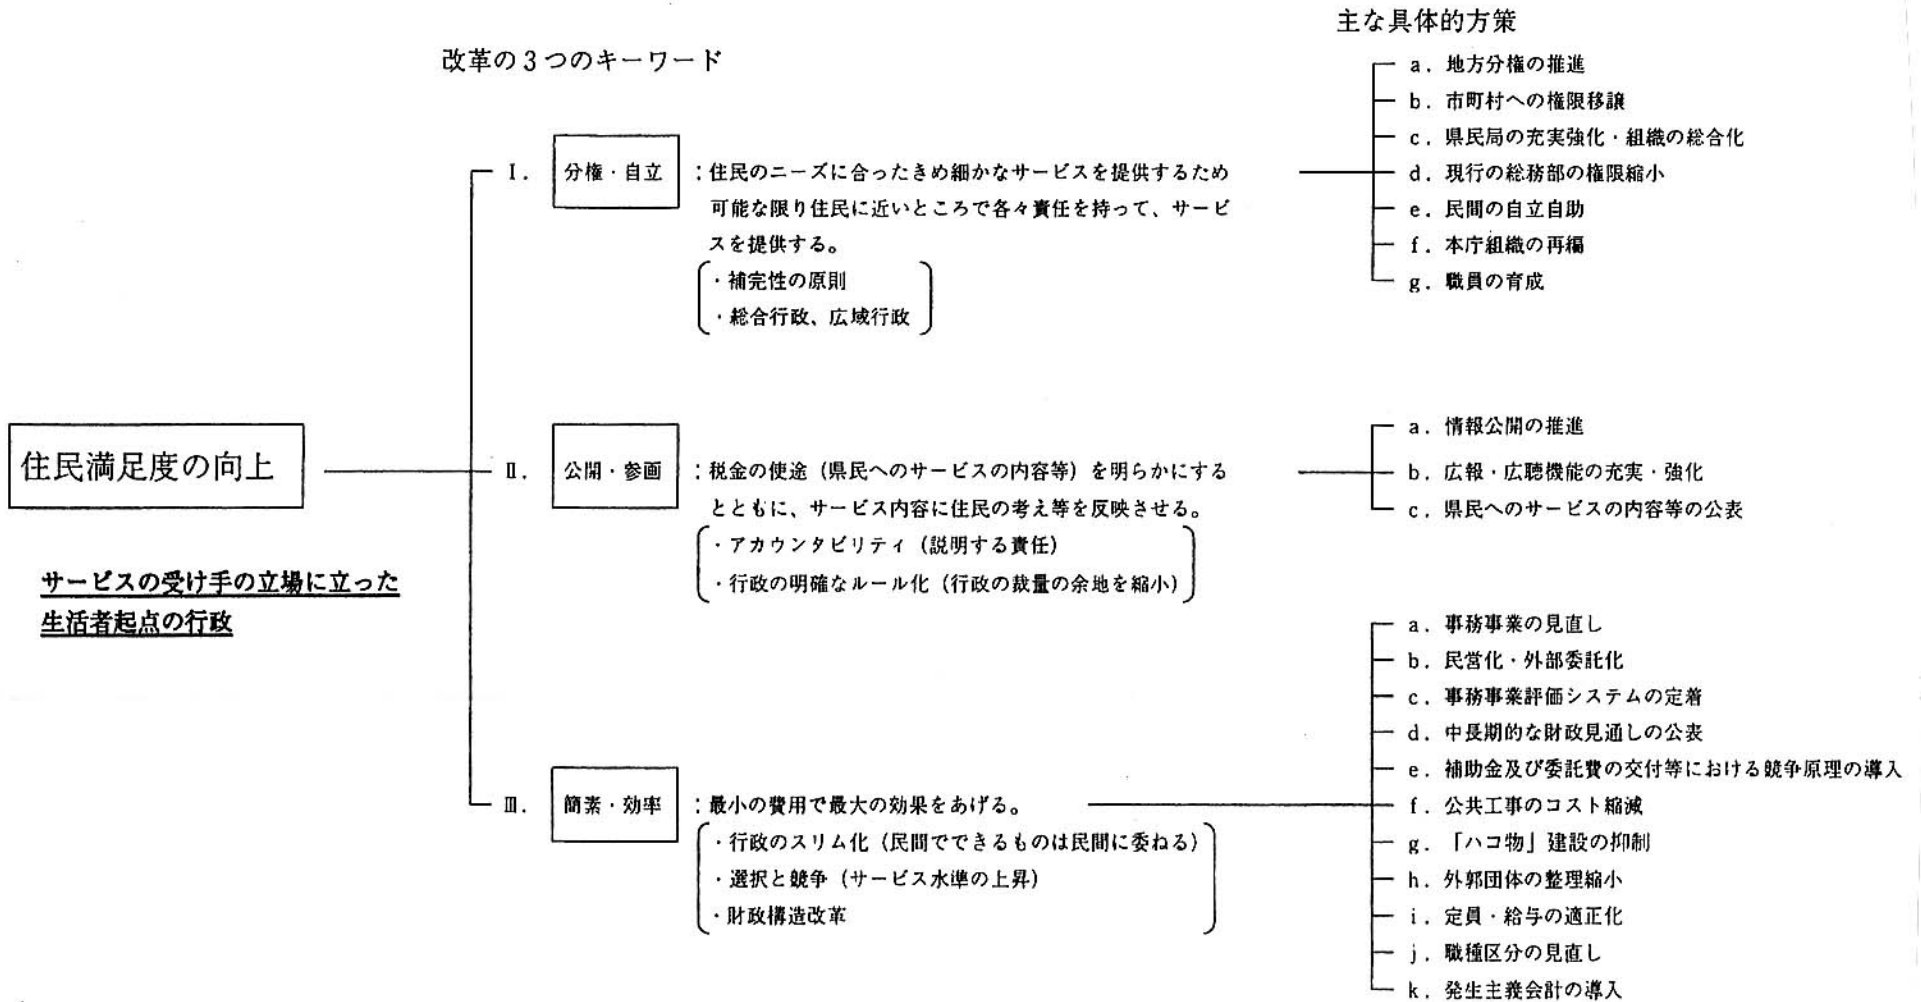 主な具体的方策
改革の3つのキーワード
住民満足度の向上
サービスの受け手の立場に立った
生活者起点の行政
Ⅰ. 分権・自立 :住民のニーズに合ったきめ細かなサービスを提供するため
可能な限り住民に近いところで各々責任を持って、サービ
スを提供する。
・補完性の原則
・総合行政、広域行政
a. 地方分権の推進
b. 市町村への権限移譲
c. 県民局の充実強化・組織の総合化
d. 現行の総務部の権限縮小
e. 民間の自立自助
f. 本庁組織の再編
g. 職員の育成
Ⅱ. 公開・参画 :税金の使途(県民へのサービスの内容等)を明らかにする
とともに、サービス内容に住民の考え等を反映させる。
・アカウンタビリティ(説明する責任)
・行政の明確なルール化(行政の裁量の余地を縮小)
a. 情報公開の推進
b. 広報・広聴機能の充実・強化
c. 県民へのサービスの内容等の公表
Ⅲ. 簡素・効率 :最小の費用で最大の効果をあげる。
・行政のスリム化(民間でできるものは民間に委ねる)
・選択と競争(サービス水準の上昇)
・財政構造改革
a. 事務事業の見直し
b. 民営化・外部委託化
c. 事務事業評価システムの定着
d. 中長期的な財政見通しの公表
e. 補助金及び委託費の交付等における競争原理の導入
f. 公共工事のコスト縮減
g. 「ハコ物」建設の抑制
h. 外郭団体の整理縮小
i. 定員・給与の適正化
j. 職種区分の見直し
k. 発生主義会計の導入